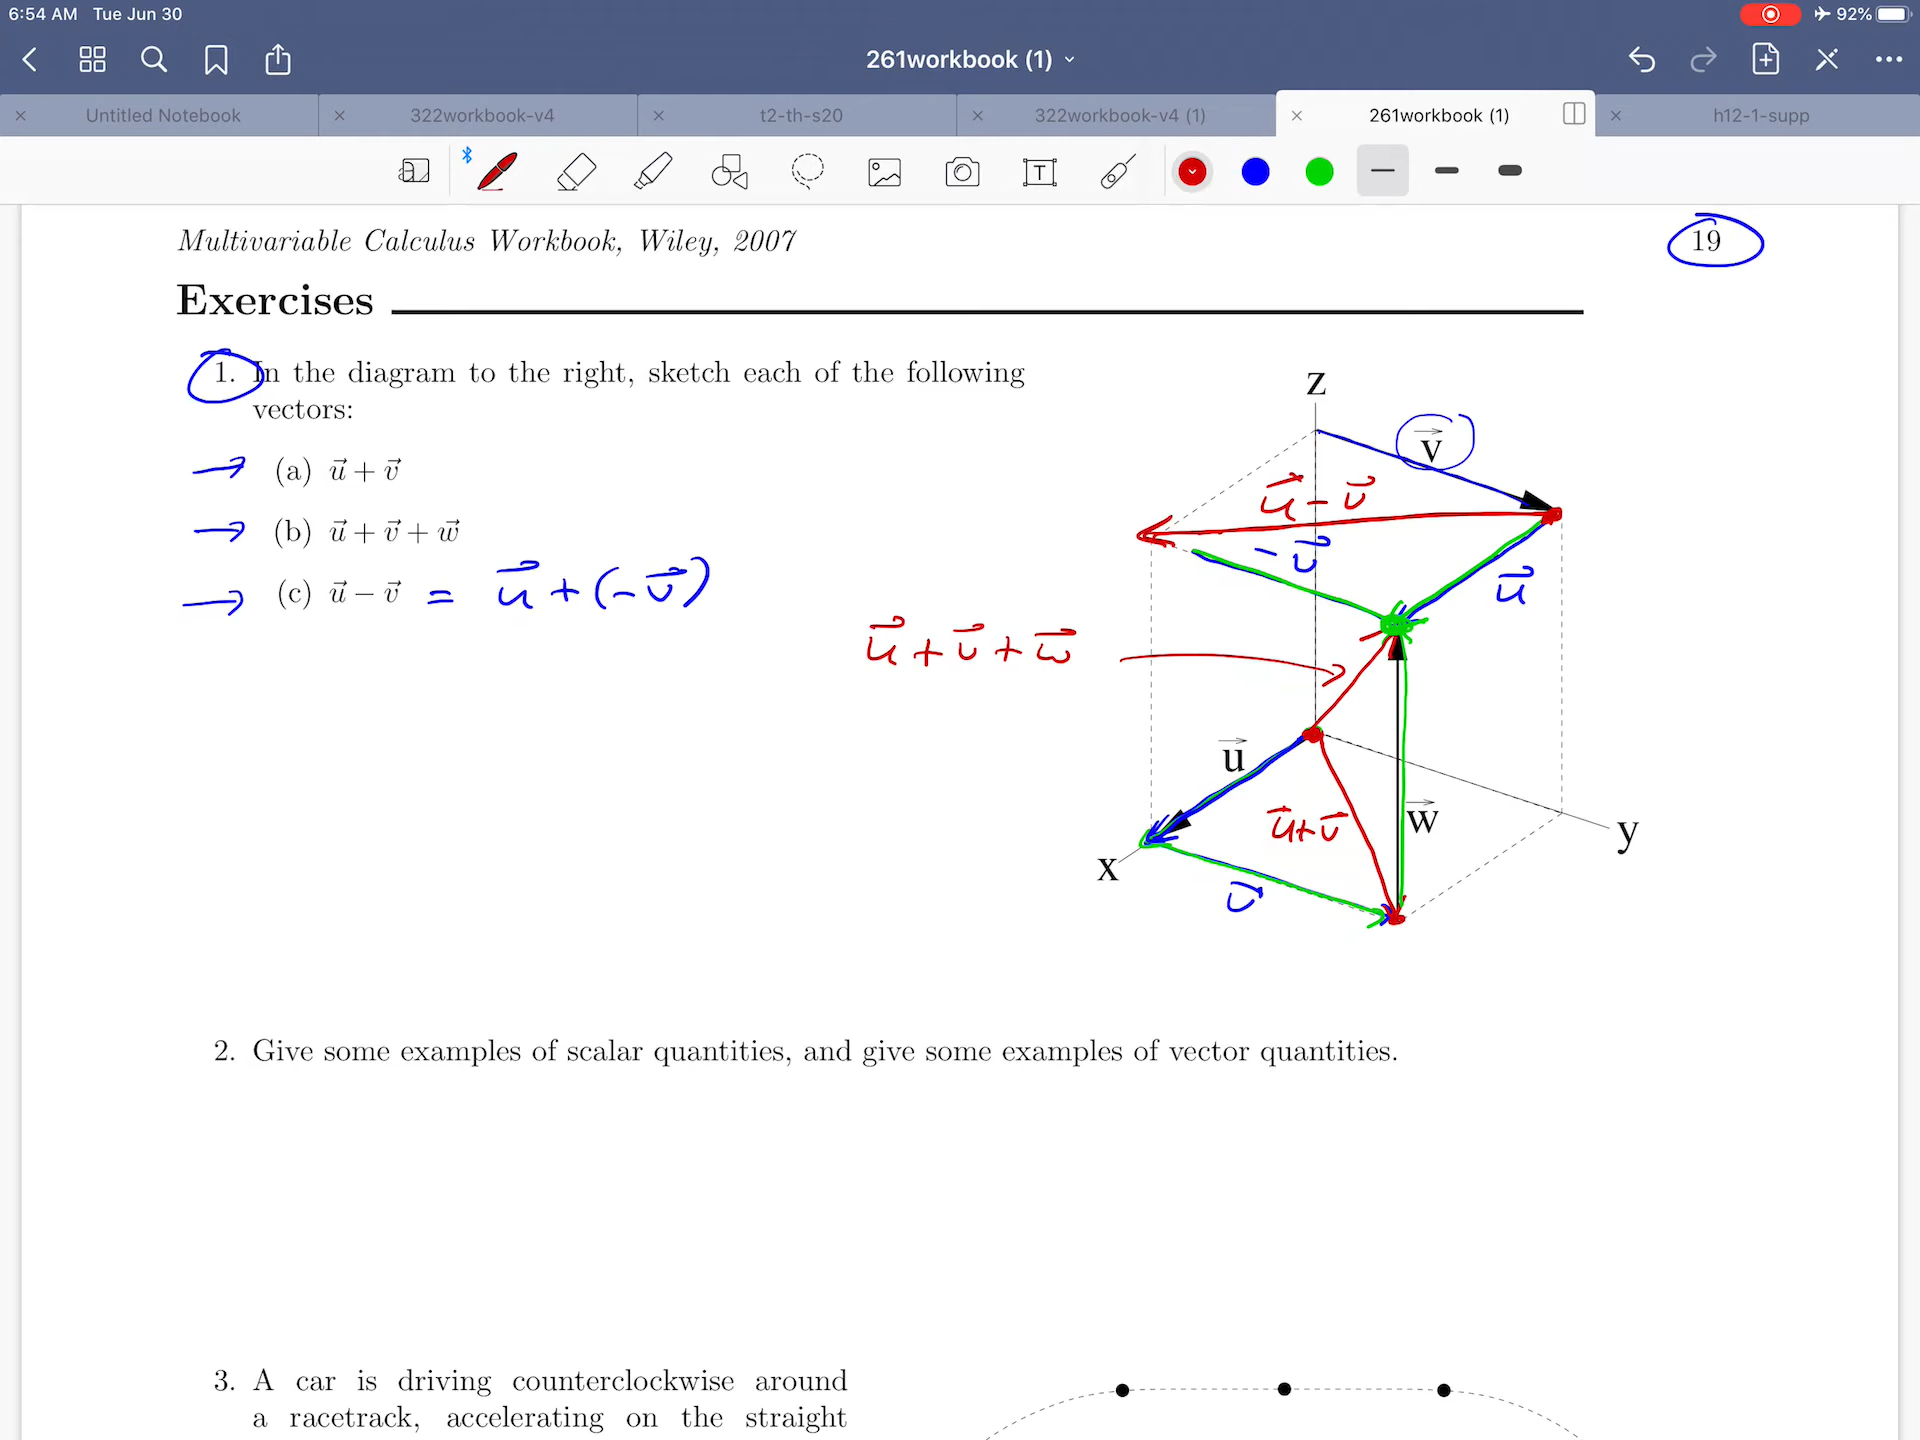 6:54 AM Tue Jun 30
92%
261workbook (1)
Untitled Notebook
322workbook-v4
t2-th-s20
322workbook-v4 (1)
261workbook (1)
h12-1-supp
Multivariable Calculus Workbook, Wiley, 2007
19
Exercises
1. In the diagram to the right, sketch each of the following
vectors:
(a) u⃗ + v⃗
(b) u⃗ + v⃗ + w⃗
(c) u⃗ − v⃗ = u⃗ + (−v⃗)
z
v⃗
u⃗ − v⃗
−v⃗
u⃗
u⃗ + v⃗ + w⃗
u⃗
u⃗+v⃗
w⃗
x
y
v⃗
2. Give some examples of scalar quantities, and give some examples of vector quantities.
3. A car is driving counterclockwise around
a racetrack, accelerating on the straight